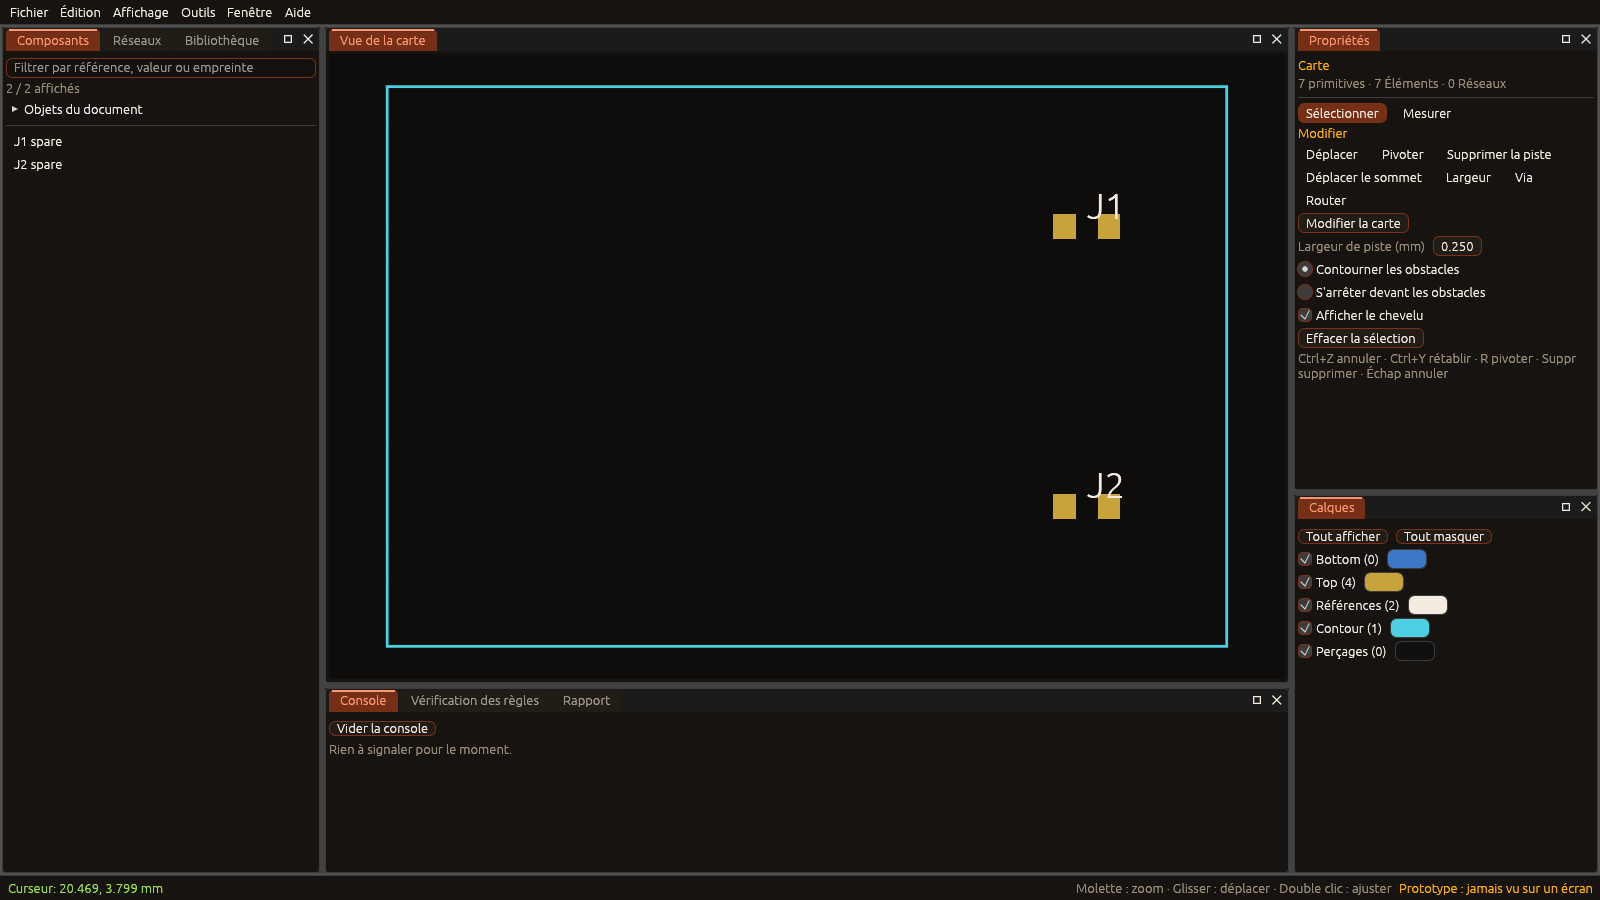 Fichier Édition Affichage Outils Fenêtre Aide
Composants Réseaux Bibliothèque
Filtrer par référence, valeur ou empreinte
2 / 2 affichés
Objets du document
J1 spare
J2 spare
Vue de la carte
J1
J2
Console Vérification des règles Rapport
Vider la console
Rien à signaler pour le moment.
Propriétés
Carte
7 primitives · 7 Éléments · 0 Réseaux
Sélectionner Mesurer
Modifier
Déplacer Pivoter Supprimer la piste
Déplacer le sommet Largeur Via
Router
Modifier la carte
Largeur de piste (mm) 0.250
Contourner les obstacles
S'arrêter devant les obstacles
Afficher le chevelu
Effacer la sélection
Ctrl+Z annuler · Ctrl+Y rétablir · R pivoter · Suppr
supprimer · Échap annuler
Calques
Tout afficher Tout masquer
Bottom (0)
Top (4)
Références (2)
Contour (1)
Perçages (0)
Curseur: 20.469, 3.799 mm
Molette : zoom · Glisser : déplacer · Double clic : ajuster Prototype : jamais vu sur un écran